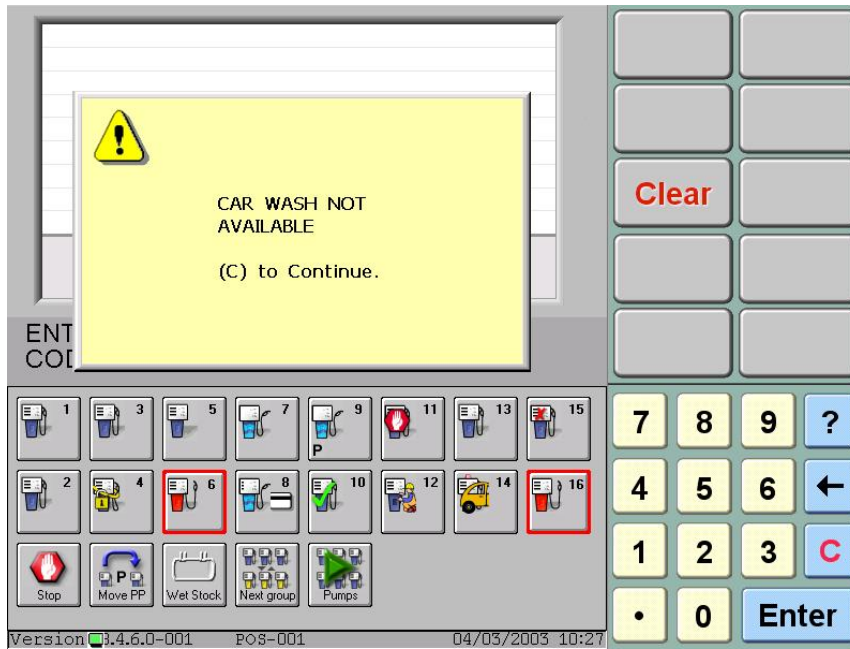 CAR WASH NOT
AVAILABLE
(C) to Continue.
Clear
ENT
COD
1 3 5 7 9 11 13 15
P
2 4 6 8 10 12 14 16
P
Stop Move PP Wet Stock Next group Pumps
7 8 9 ?
4 5 6 ←
1 2 3 C
• 0 Enter
Version 3.4.6.0-001 POS-001 04/03/2003 10:27